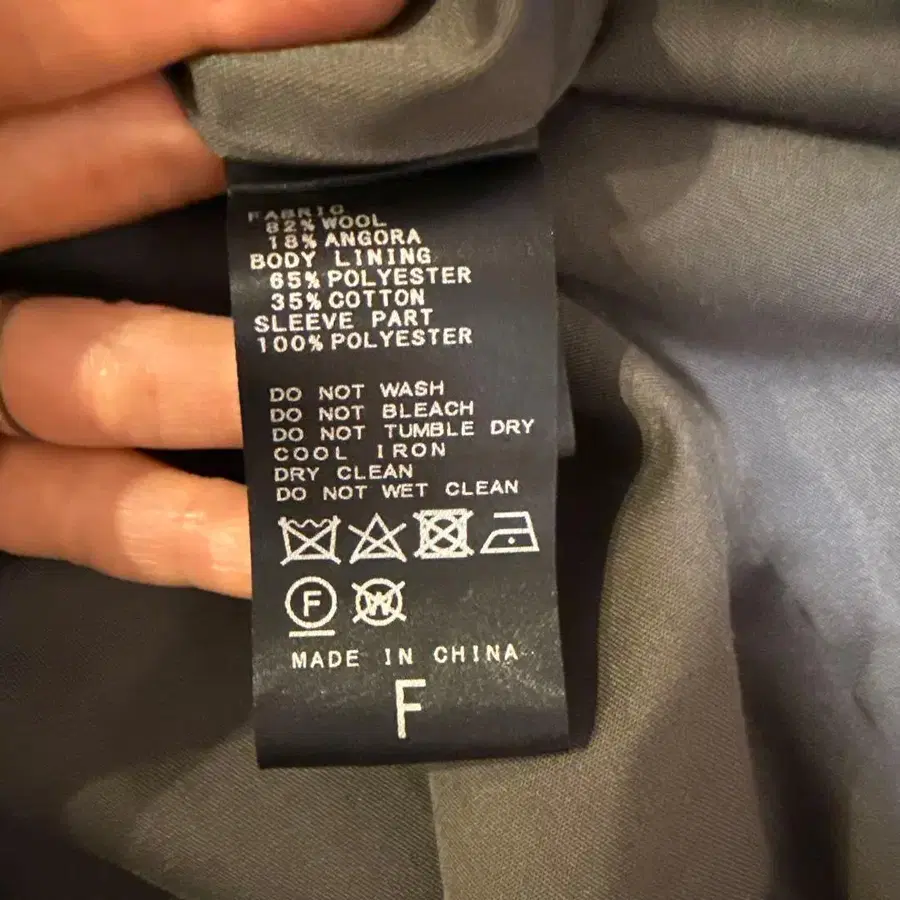 FABRIC
82% WOOL
18% ANGORA
BODY LINING
65% POLYESTER
35% COTTON
SLEEVE PART
100% POLYESTER
DO NOT WASH
DO NOT BLEACH
DO NOT TUMBLE DRY
COOL IRON
DRY CLEAN
DO NOT WET CLEAN
F W
MADE IN CHINA
F